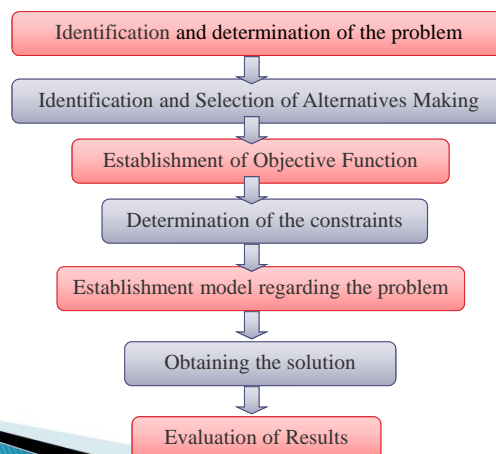 Identification and determination of the problem
Identification and Selection of Alternatives Making
Establishment of Objective Function
Determination of the constraints
Establishment model regarding the problem
Obtaining the solution
Evaluation of Results